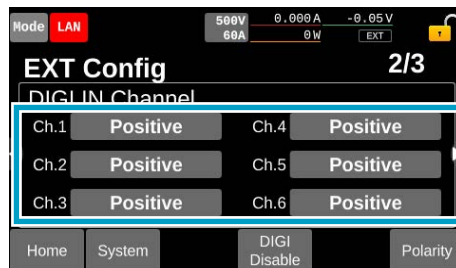 Mode LAN 500V 0.000A -0.05V
60A 0W EXT
EXT Config 2/3
DIGI IN Channel
Ch.1 Positive Ch.4 Positive
Ch.2 Positive Ch.5 Positive
Ch.3 Positive Ch.6 Positive
Home System DIGI Disable Polarity